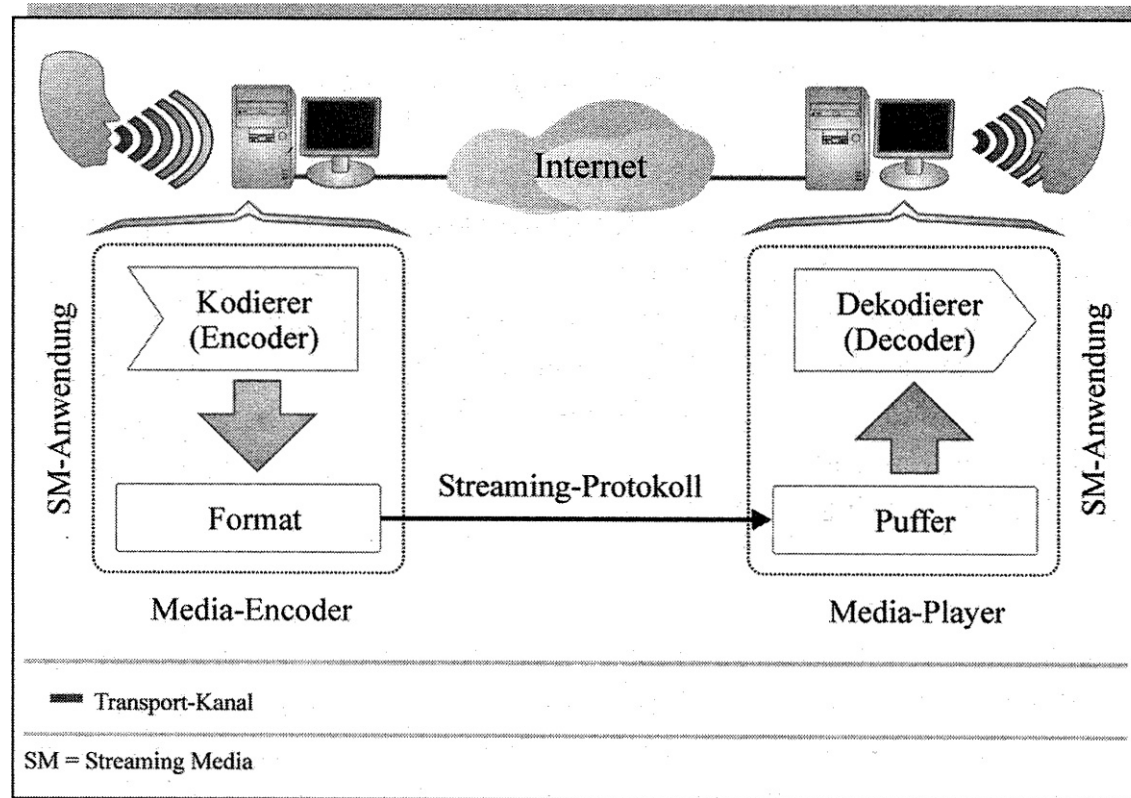 Internet
SM-Anwendung
Kodierer
(Encoder)
Format
Media-Encoder
Streaming-Protokoll
Dekodierer
(Decoder)
Puffer
Media-Player
SM-Anwendung
Transport-Kanal
SM = Streaming Media